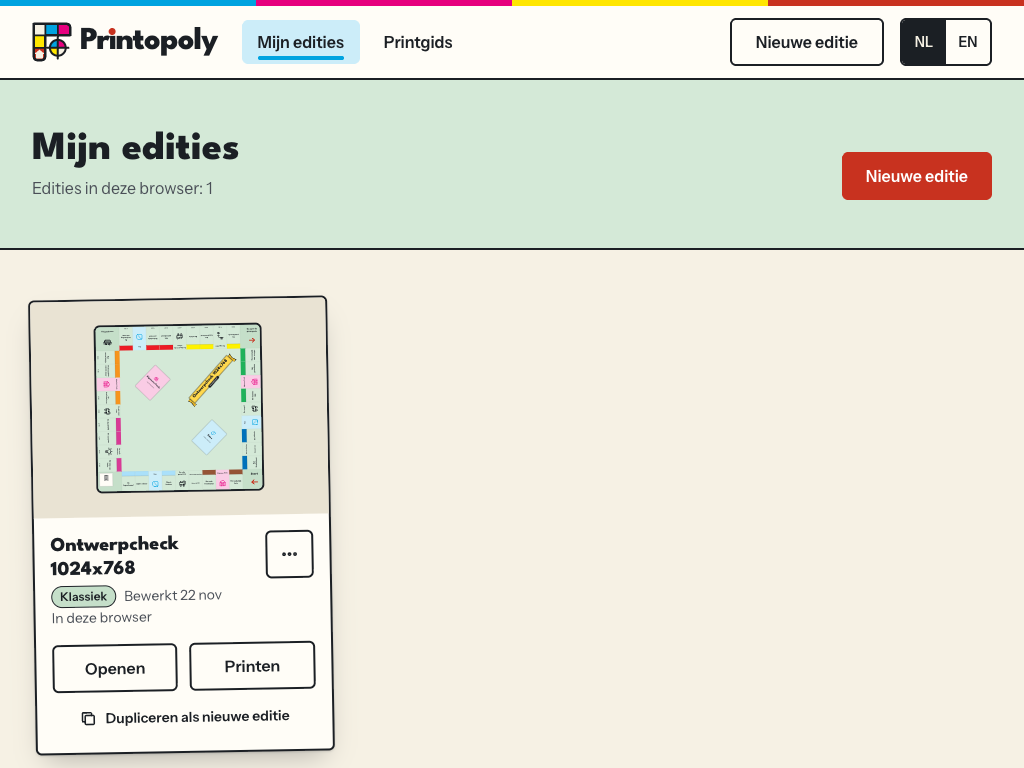 Printopoly
Mijn edities
Printgids
Nieuwe editie
NL
EN
Mijn edities
Edities in deze browser: 1
Nieuwe editie
Ontwerpcheck
1024x768
Klassiek
Bewerkt 22 nov
In deze browser
Openen
Printen
Dupliceren als nieuwe editie